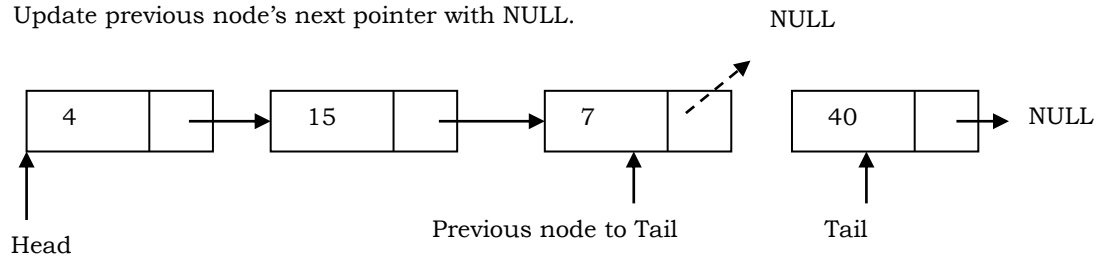 Update previous node’s next pointer with NULL.
NULL
4 15 7 40 NULL
Previous node to Tail Tail
Head